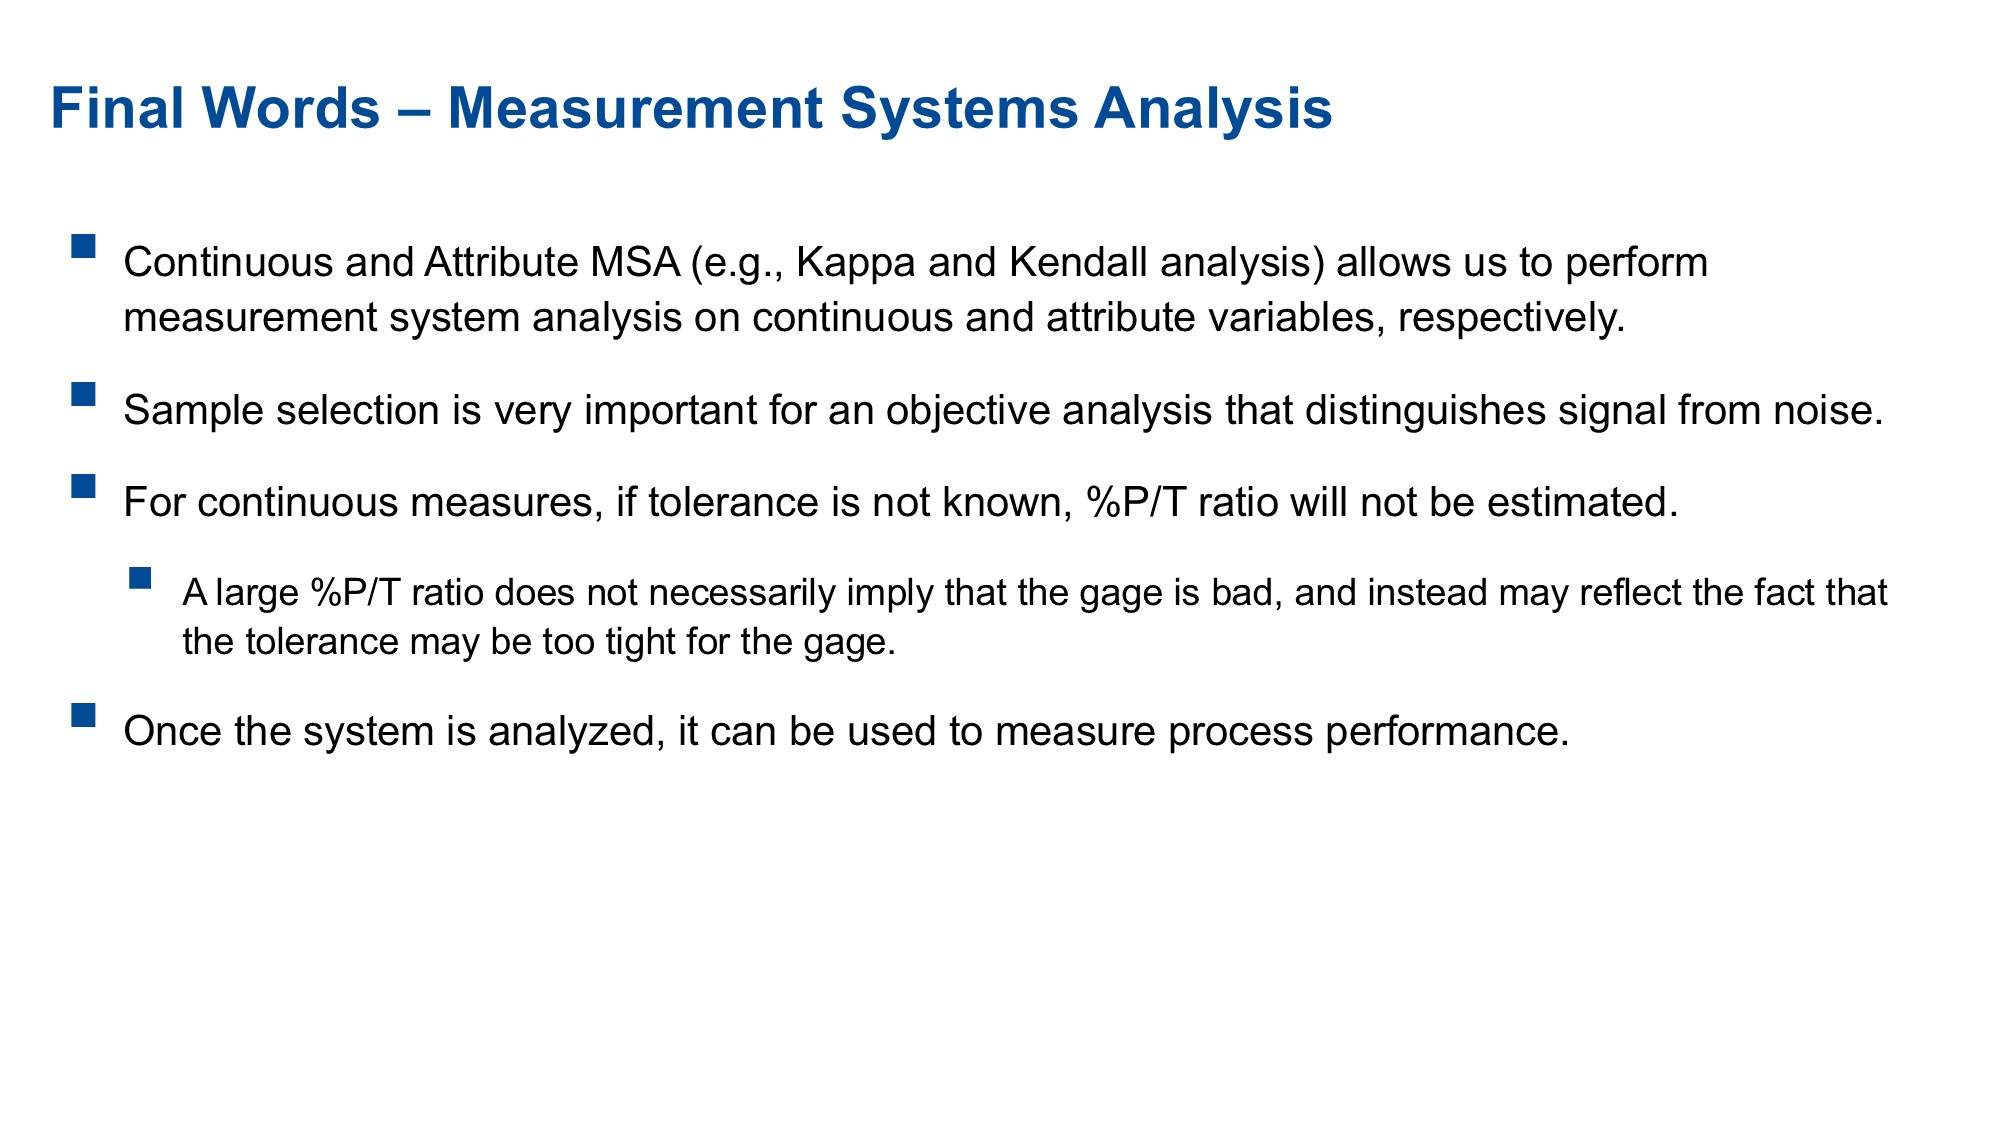 Final Words – Measurement Systems Analysis
Continuous and Attribute MSA (e.g., Kappa and Kendall analysis) allows us to perform
measurement system analysis on continuous and attribute variables, respectively.
Sample selection is very important for an objective analysis that distinguishes signal from noise.
For continuous measures, if tolerance is not known, %P/T ratio will not be estimated.
A large %P/T ratio does not necessarily imply that the gage is bad, and instead may reflect the fact that
the tolerance may be too tight for the gage.
Once the system is analyzed, it can be used to measure process performance.